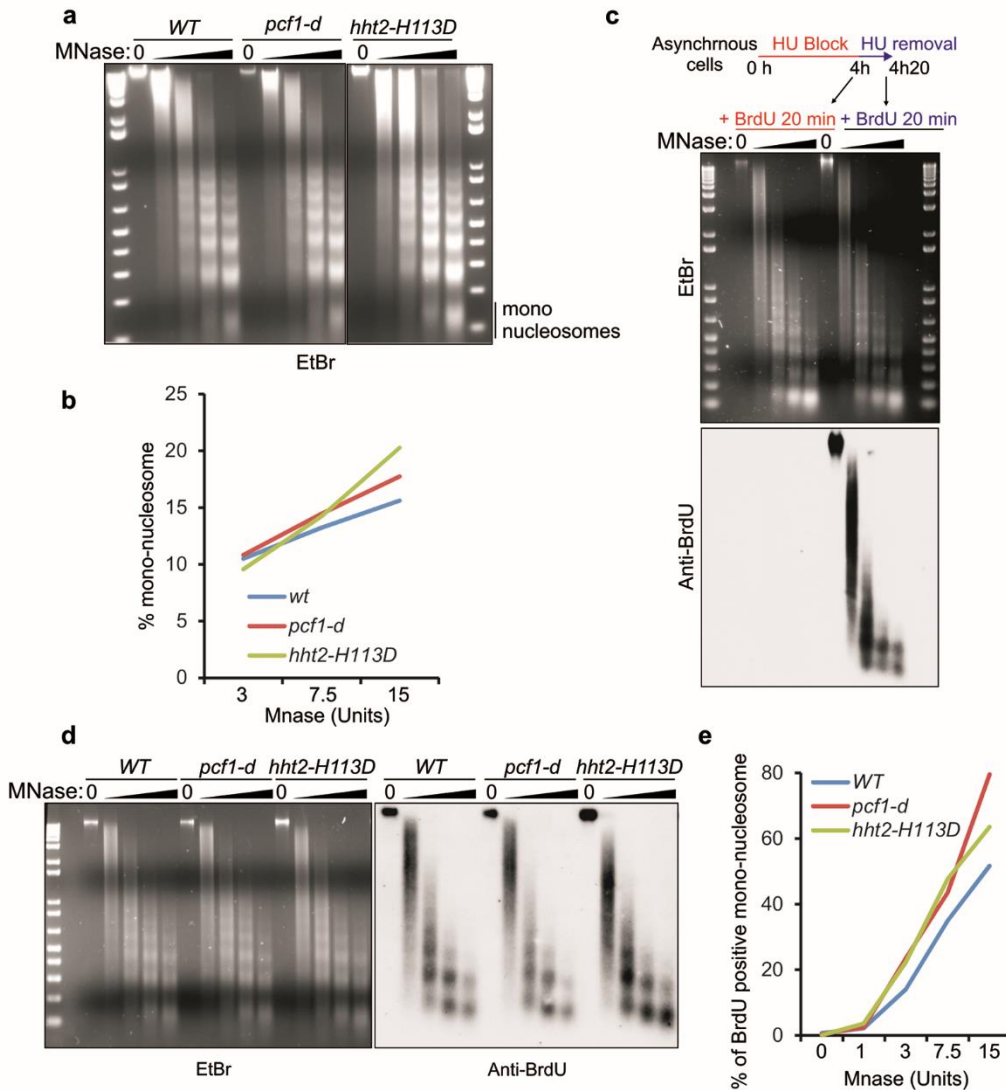 a
WT pcf1-d hht2-H113D
MNase: 0 0 0
mono
nucleosomes
EtBr
b
% mono-nucleosome
25
20
15
10
5
0
wt
pcf1-d
hht2-H113D
3 7.5 15
Mnase (Units)
c
Asynchrnous
cells
HU Block HU removal
0 h 4h 4h20
+ BrdU 20 min + BrdU 20 min
MNase: 0 0
EtBr
Anti-BrdU
d
WT pcf1-d hht2-H113D WT pcf1-d hht2-H113D
MNase: 0 0 0 0 0 0
EtBr Anti-BrdU
e
% of BrdU positive mono-nucleosome
80
60
40
20
0
WT
pcf1-d
hht2-H113D
0 1 3 7.5 15
Mnase (Units)